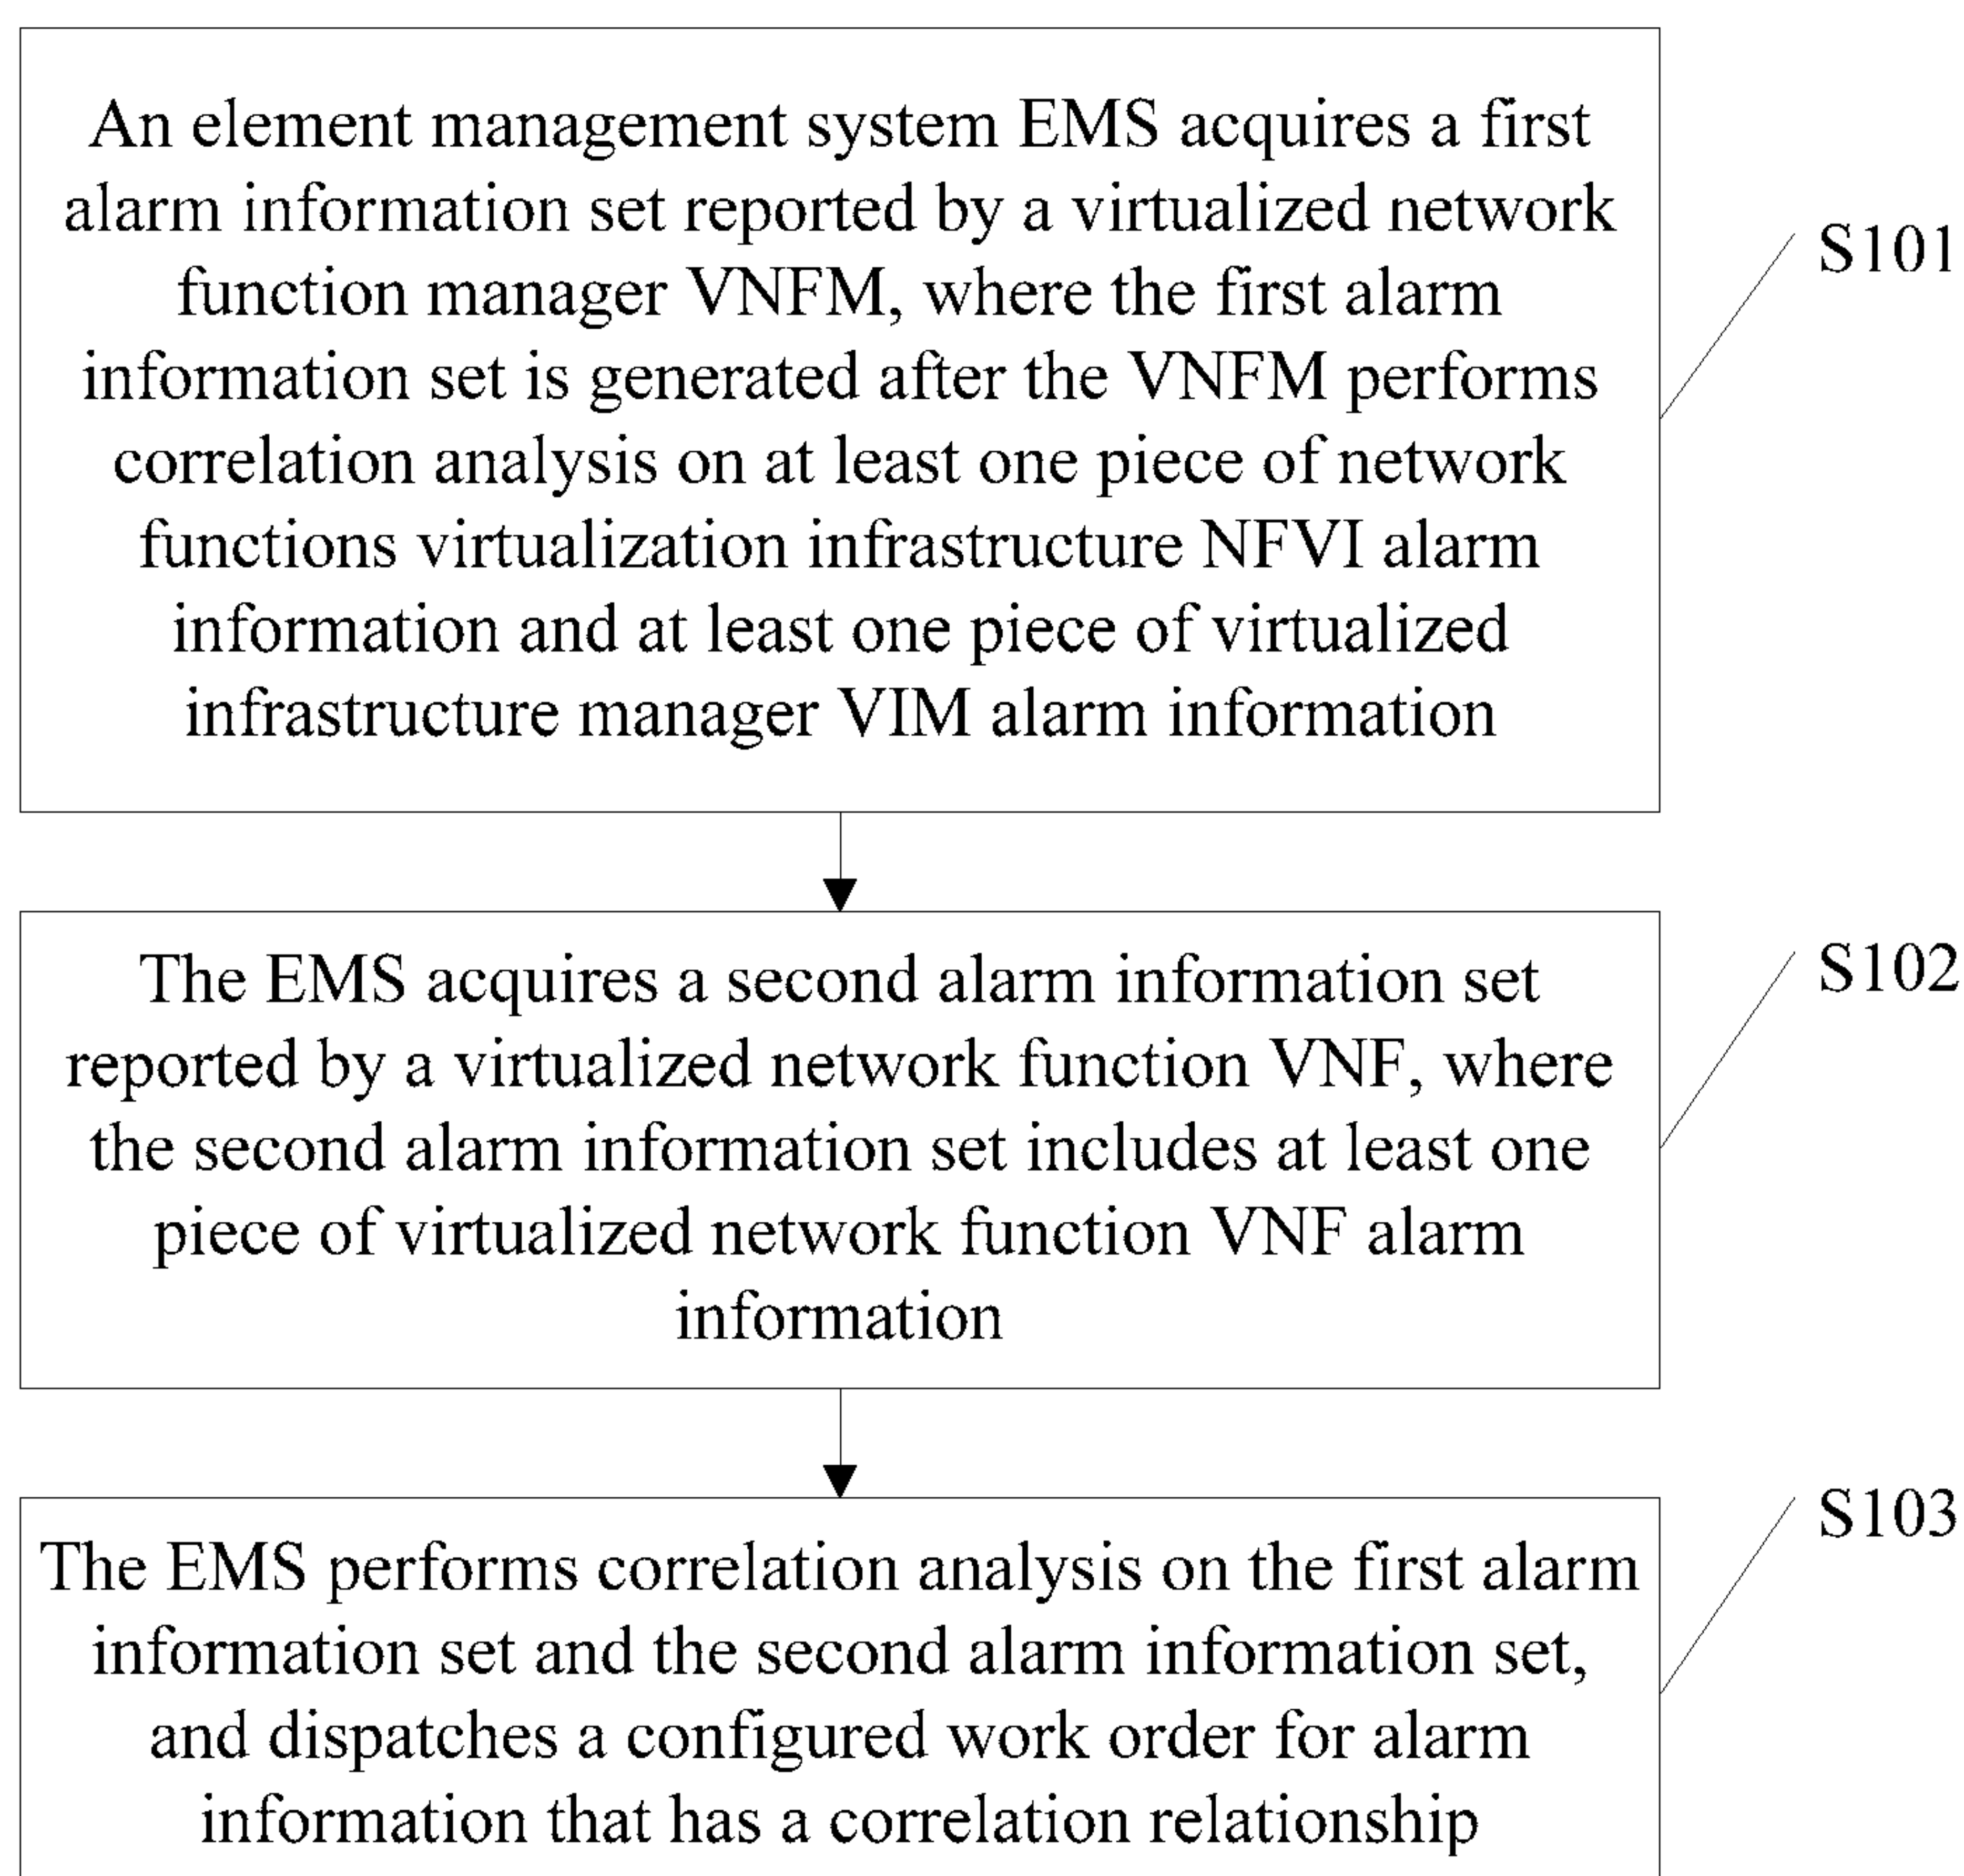 An element management system EMS acquires a first
alarm information set reported by a virtualized network
function manager VNFM, where the first alarm
information set is generated after the VNFM performs
correlation analysis on at least one piece of network
functions virtualization infrastructure NFVI alarm
information and at least one piece of virtualized
infrastructure manager VIM alarm information
S101
The EMS acquires a second alarm information set
reported by a virtualized network function VNF, where
the second alarm information set includes at least one
piece of virtualized network function VNF alarm
information
S102
The EMS performs correlation analysis on the first alarm
information set and the second alarm information set,
and dispatches a configured work order for alarm
information that has a correlation relationship
S103